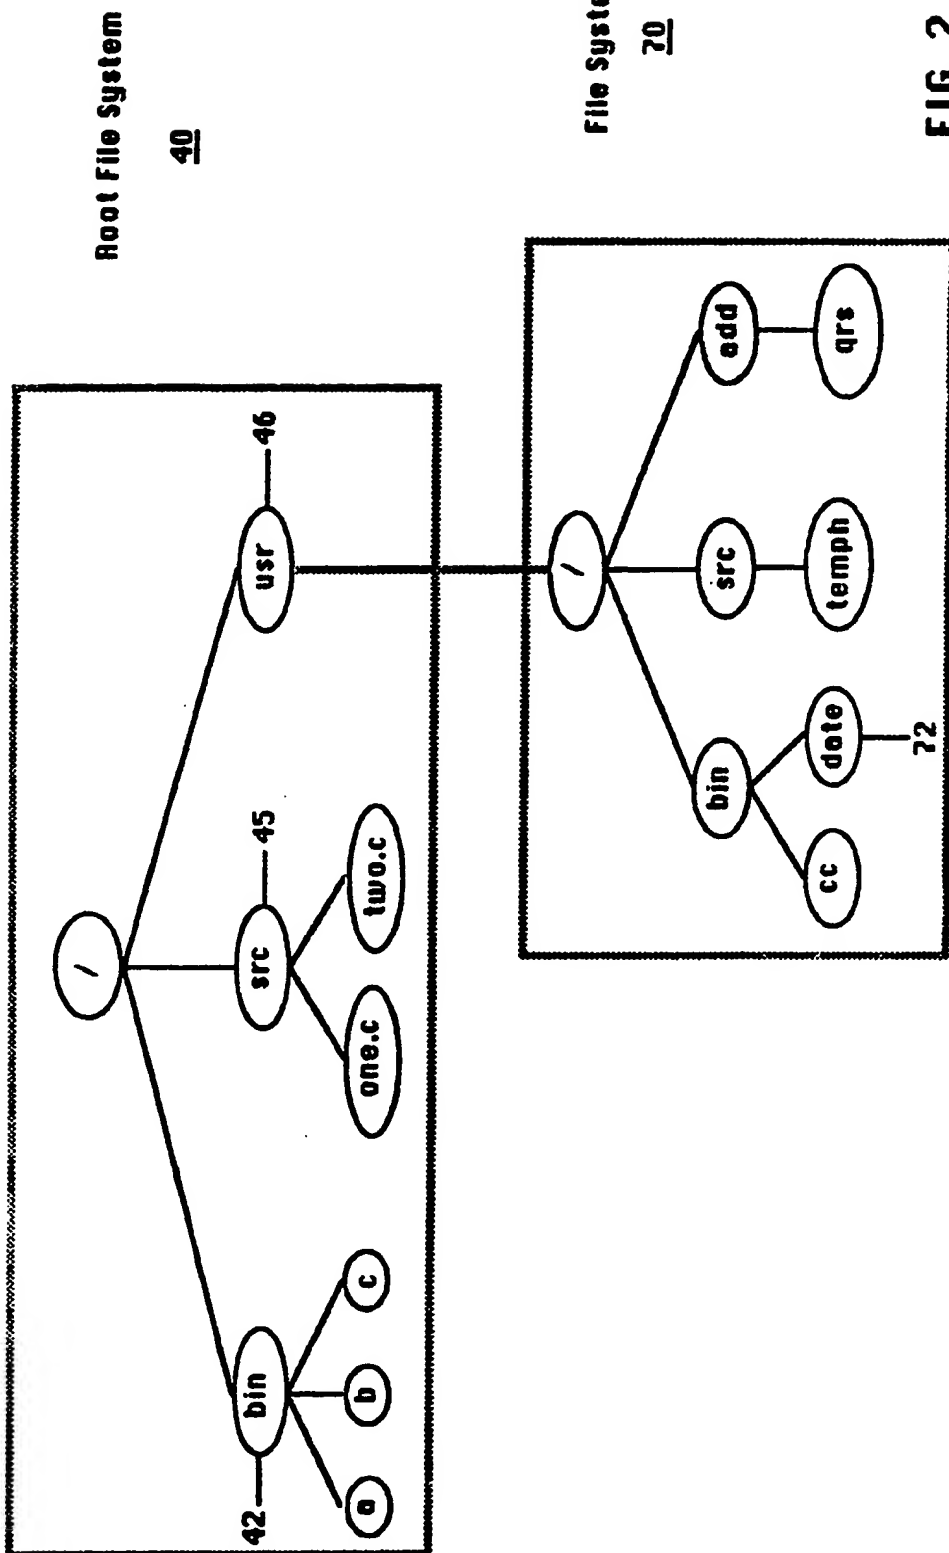 Root File System
40
/
bin
42
src
45
usr
46
a
b
c
one.c
two.c
File Syste
70
/
bin
src
add
cc
date
72
temph
qrs
FIG 2